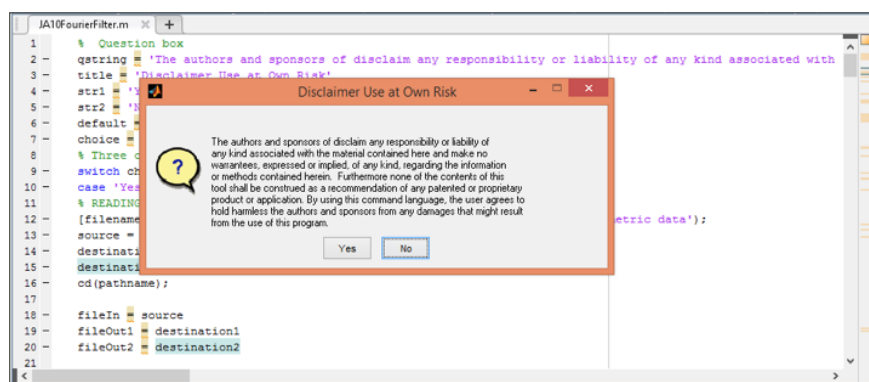 JA10FourierFilter.m × +
1 % Question box
2 – qstring = 'The authors and sponsors of disclaim any responsibility or liability of any kind associated with
3 – title = 'Disclaimer Use at Own Risk'
4 – str1 = 'Y
5 – str2 = 'N
6 – default =
7 – choice =
8 % Three
9 – switch ch
10 – case 'Yes
11 % READING
12 – [filename etric data');
13 – source =
14 – destinati
15 – destinati
16 – cd(pathname);
17
18 – fileIn = source
19 – fileOut1 = destination1
20 – fileOut2 = destination2
21
Disclaimer Use at Own Risk
The authors and sponsors of disclaim any responsibility or liability of
any kind associated with the material contained here and make no
warrantees, expressed or implied, of any kind, regarding the information
or methods contained herein. Furthermore none of the contents of this
tool shall be construed as a recommendation of any patented or proprietary
product or application. By using this command language, the user agrees to
hold harmless the authors and sponsors from any damages that might result
from the use of this program.
Yes No